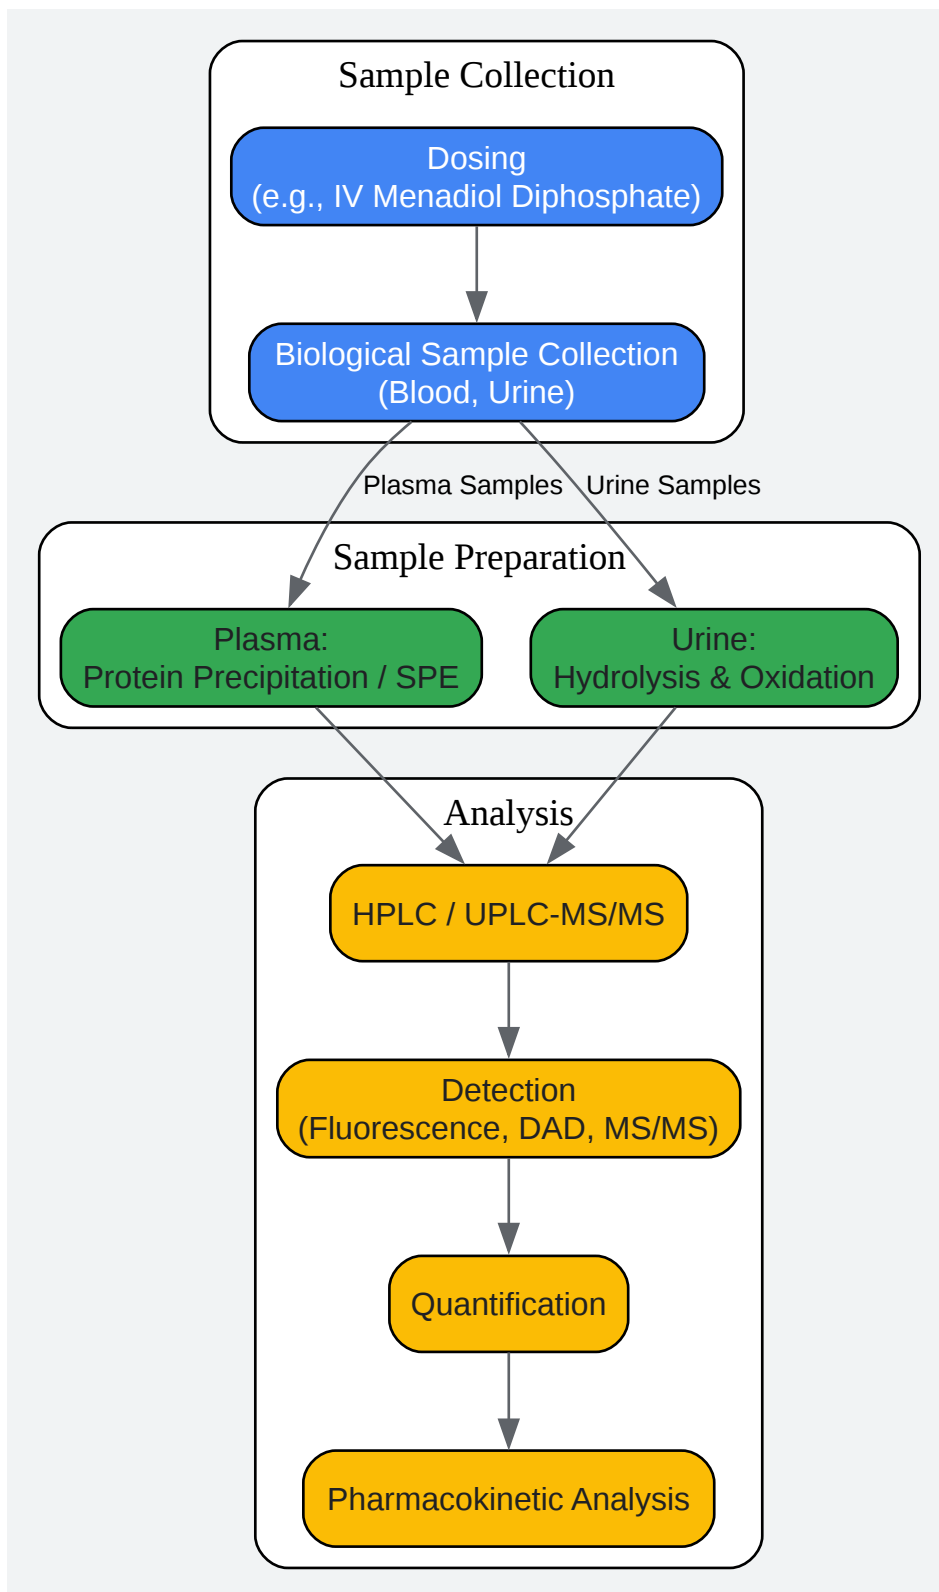 Sample Collection
Dosing
(e.g., IV Menadiol Diphosphate)
Biological Sample Collection
(Blood, Urine)
Plasma Samples
Urine Samples
Sample Preparation
Plasma:
Protein Precipitation / SPE
Urine:
Hydrolysis & Oxidation
Analysis
HPLC / UPLC-MS/MS
Detection
(Fluorescence, DAD, MS/MS)
Quantification
Pharmacokinetic Analysis